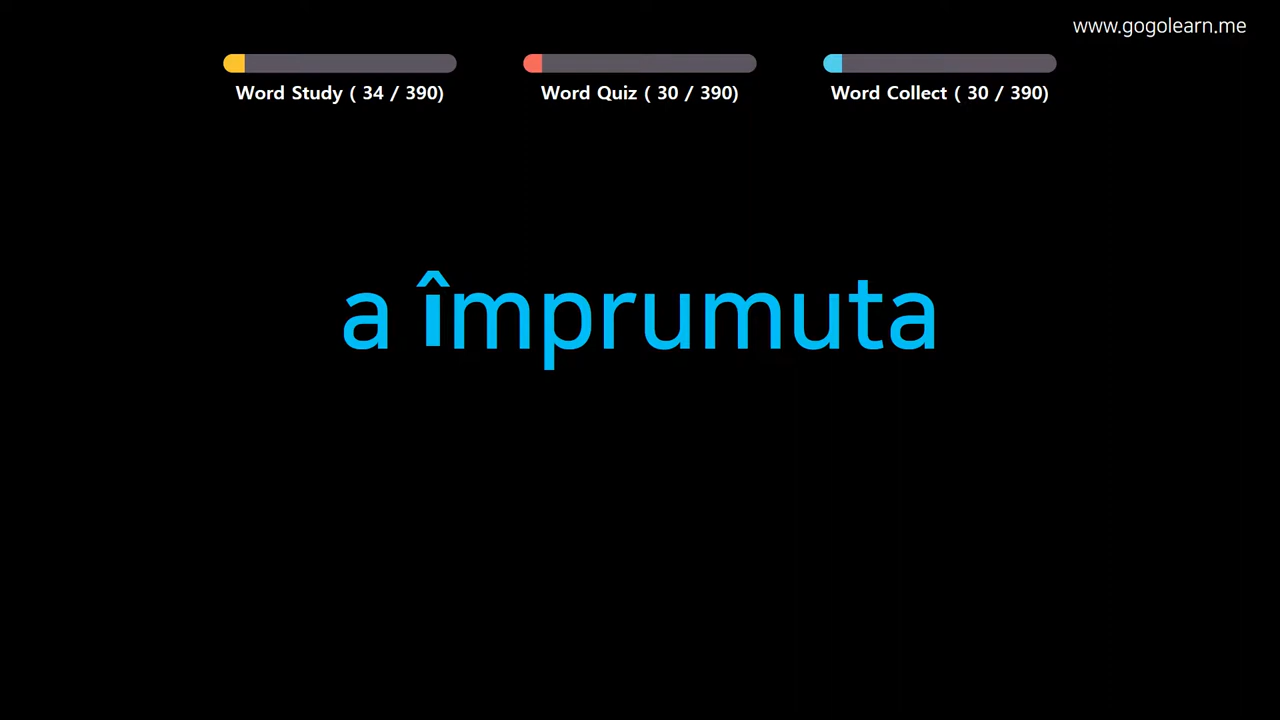 www.gogolearn.me
Word Study ( 34 / 390)
Word Quiz ( 30 / 390)
Word Collect ( 30 / 390)
a împrumuta